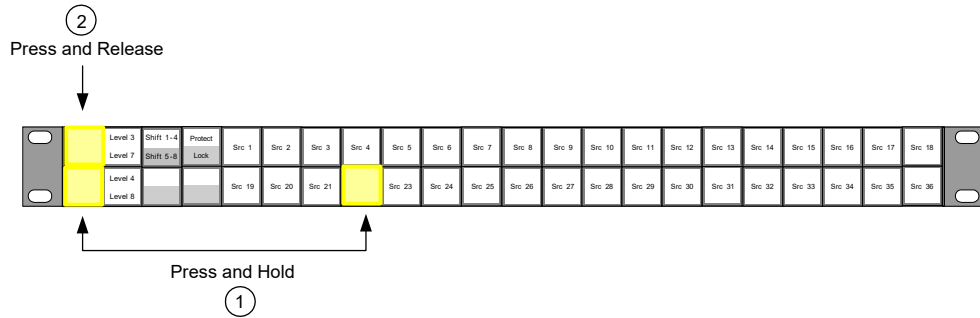 2
Press and Release
Level 3 Shift 1-4 Protect Src 1 Src 2 Src 3 Src 4 Src 5 Src 6 Src 7 Src 8 Src 9 Src 10 Src 11 Src 12 Src 13 Src 14 Src 15 Src 16 Src 17 Src 18
Level 7 Shift 5-8 Lock
Level 4 Src 19 Src 20 Src 21 Src 23 Src 24 Src 25 Src 26 Src 27 Src 28 Src 29 Src 30 Src 31 Src 32 Src 33 Src 34 Src 35 Src 36
Level 8
Press and Hold
1